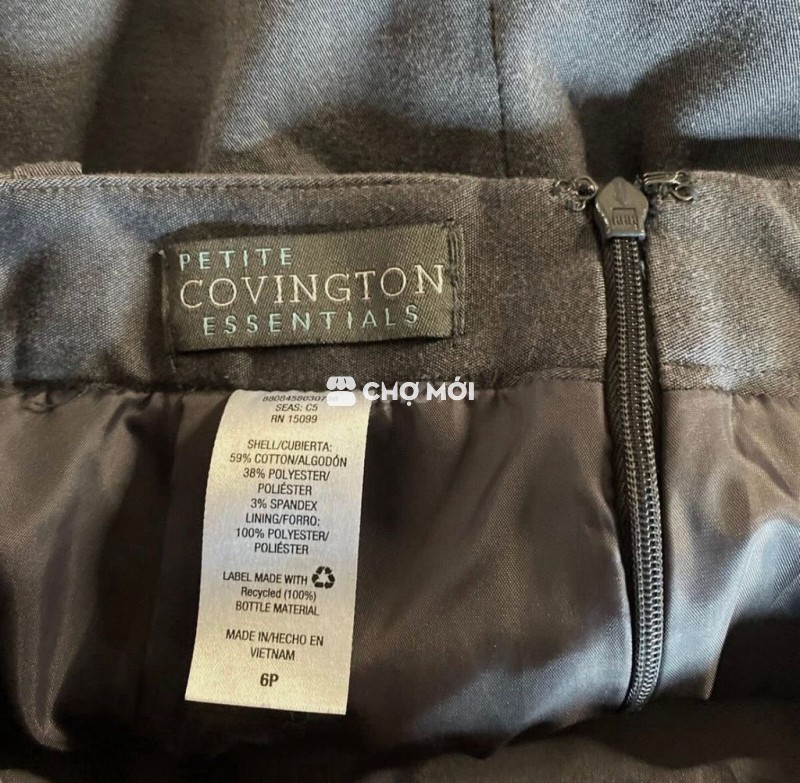 PETITE
COVINGTON
ESSENTIALS
CHỢ MỚI
SEAS: C5
RN 15099
SHELL/CUBIERTA:
59% COTTON/ALGODÓN
38% POLYESTER/
POLIÉSTER
3% SPANDEX
LINING/FORRO:
100% POLYESTER/
POLIÉSTER
LABEL MADE WITH
Recycled (100%)
BOTTLE MATERIAL
MADE IN/HECHO EN
VIETNAM
6P